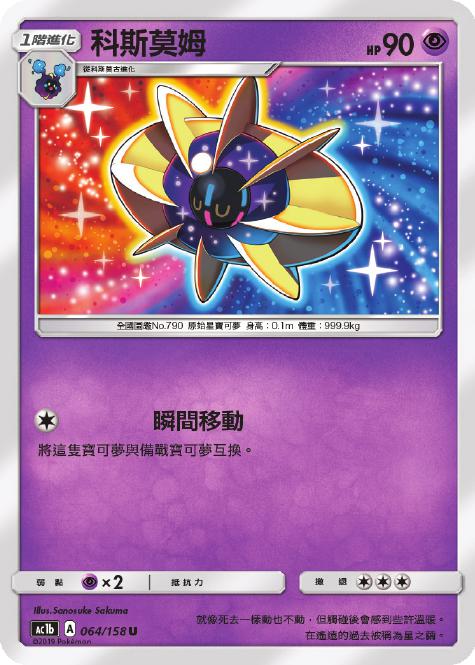 1階進化
科斯莫姆
HP90
從科斯莫古進化
全國圖鑑No.790 原始星寶可夢 身高：0.1m 體重：999.9kg
瞬間移動
將這隻寶可夢與備戰寶可夢互換。
弱點 ×2 抵抗力 撤退
Illus.Sanosuke Sakuma
AC1b A 064/158 U
©2019 Pokémon
就像死去一樣動也不動，但觸碰後會感到些許溫暖。
在遙遠的過去被稱為星之繭。